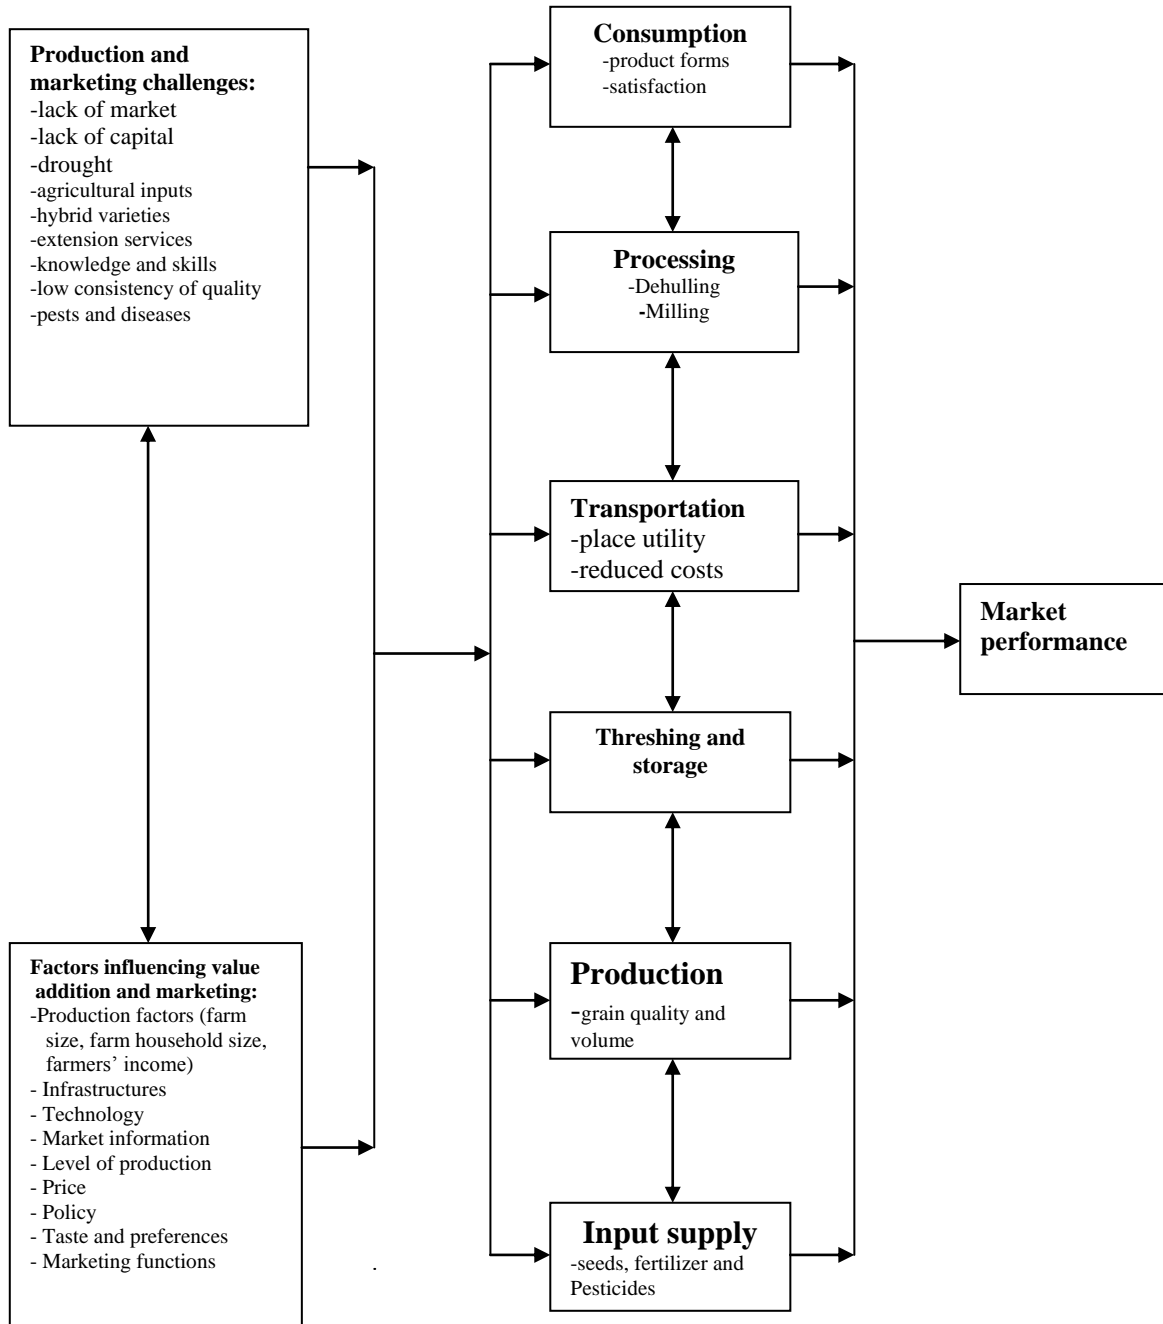 Production and
marketing challenges:
-lack of market
-lack of capital
-drought
-agricultural inputs
-hybrid varieties
-extension services
-knowledge and skills
-low consistency of quality
-pests and diseases
Factors influencing value
addition and marketing:
-Production factors (farm
size, farm household size,
farmers’ income)
- Infrastructures
- Technology
- Market information
- Level of production
- Price
- Policy
- Taste and preferences
- Marketing functions
.
Consumption
-product forms
-satisfaction
Processing
-Dehulling
-Milling
Transportation
-place utility
-reduced costs
Threshing and
storage
Production
-grain quality and
volume
Input supply
-seeds, fertilizer and
Pesticides
Market
performance